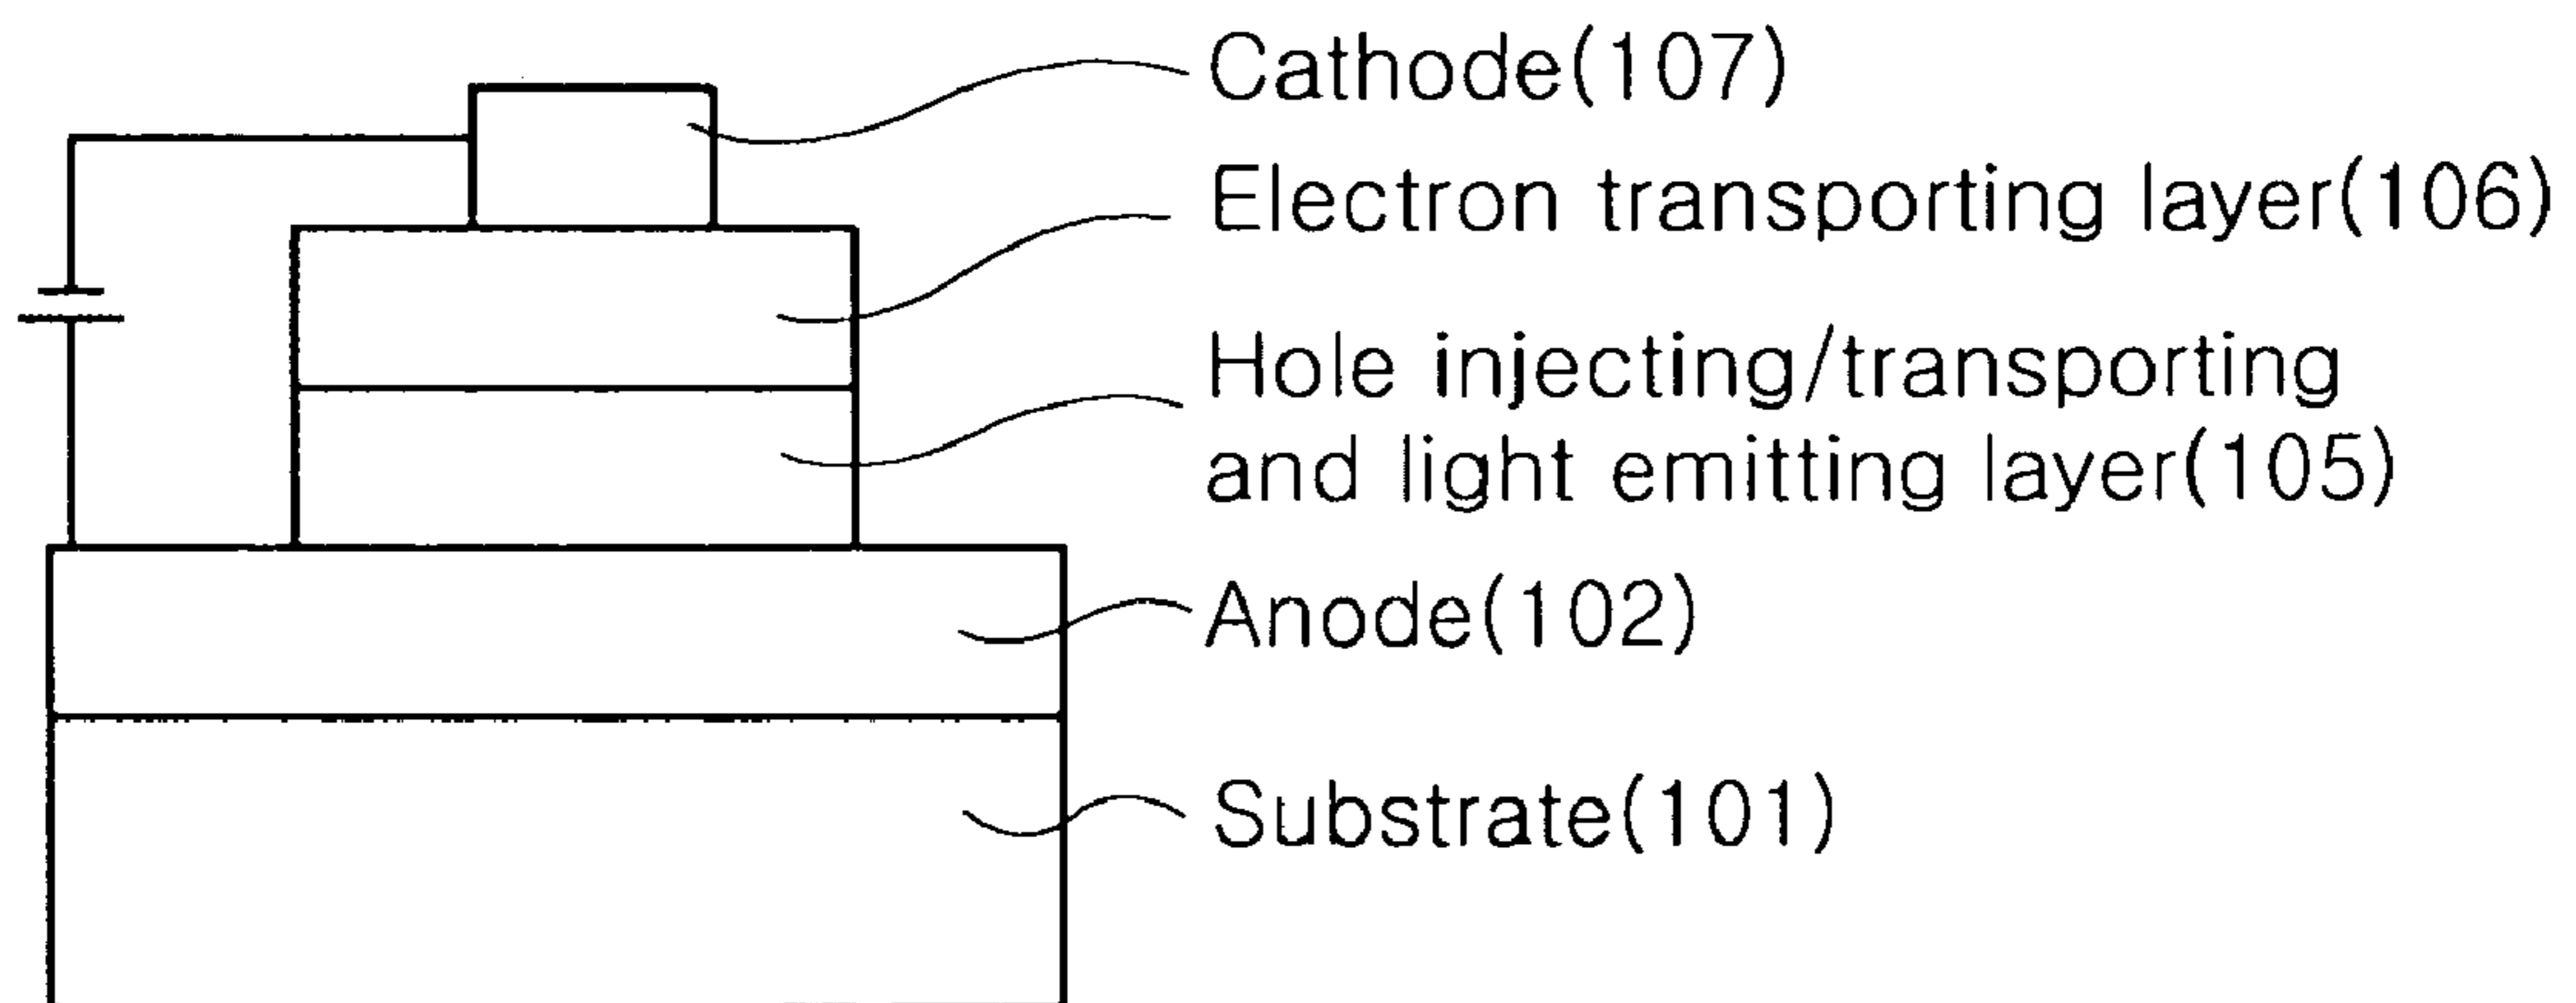 Cathode(107)
Electron transporting layer(106)
Hole injecting/transporting
and light emitting layer(105)
Anode(102)
Substrate(101)